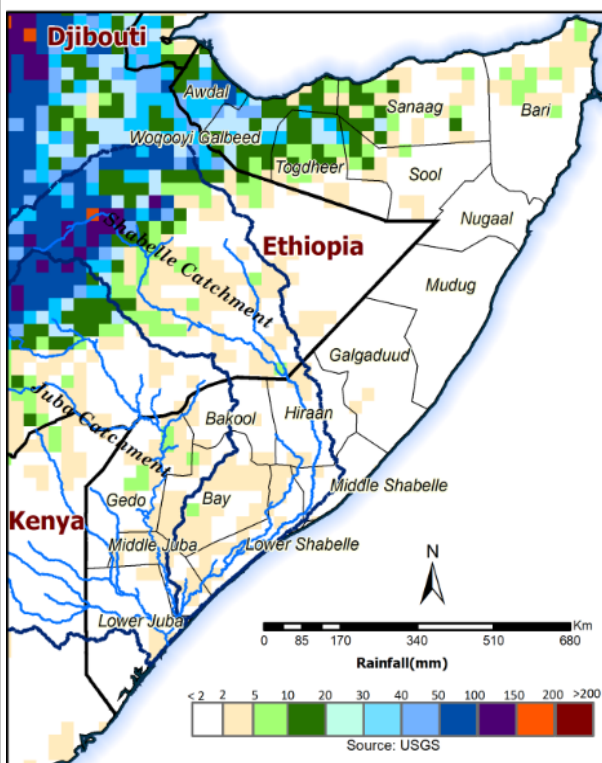 Djibouti
Awdal
Sanaag
Bari
Woqooyi Galbeed
Togdheer
Sool
Nugaal
Shabelle Catchment
Ethiopia
Mudug
Galgaduud
Juba Catchment
Bakool
Hiraan
Gedo
Bay
Middle Shabelle
Kenya
Middle Juba
Lower Shabelle
Lower Juba
N
Km
0 85 170 340 510 680
Rainfall(mm)
< 2 2 5 10 20 30 40 50 100 150 200 >200
Source: USGS